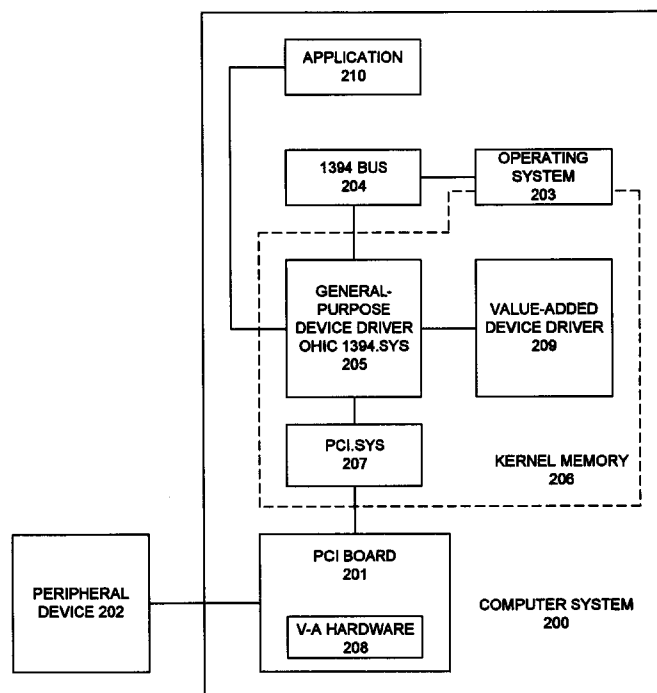 APPLICATION
210
1394 BUS
204
OPERATING
SYSTEM
203
GENERAL-
PURPOSE
DEVICE DRIVER
OHIC 1394.SYS
205
VALUE-ADDED
DEVICE DRIVER
209
PCI.SYS
207
KERNEL MEMORY
206
PERIPHERAL
DEVICE 202
PCI BOARD
201
V-A HARDWARE
208
COMPUTER SYSTEM
200